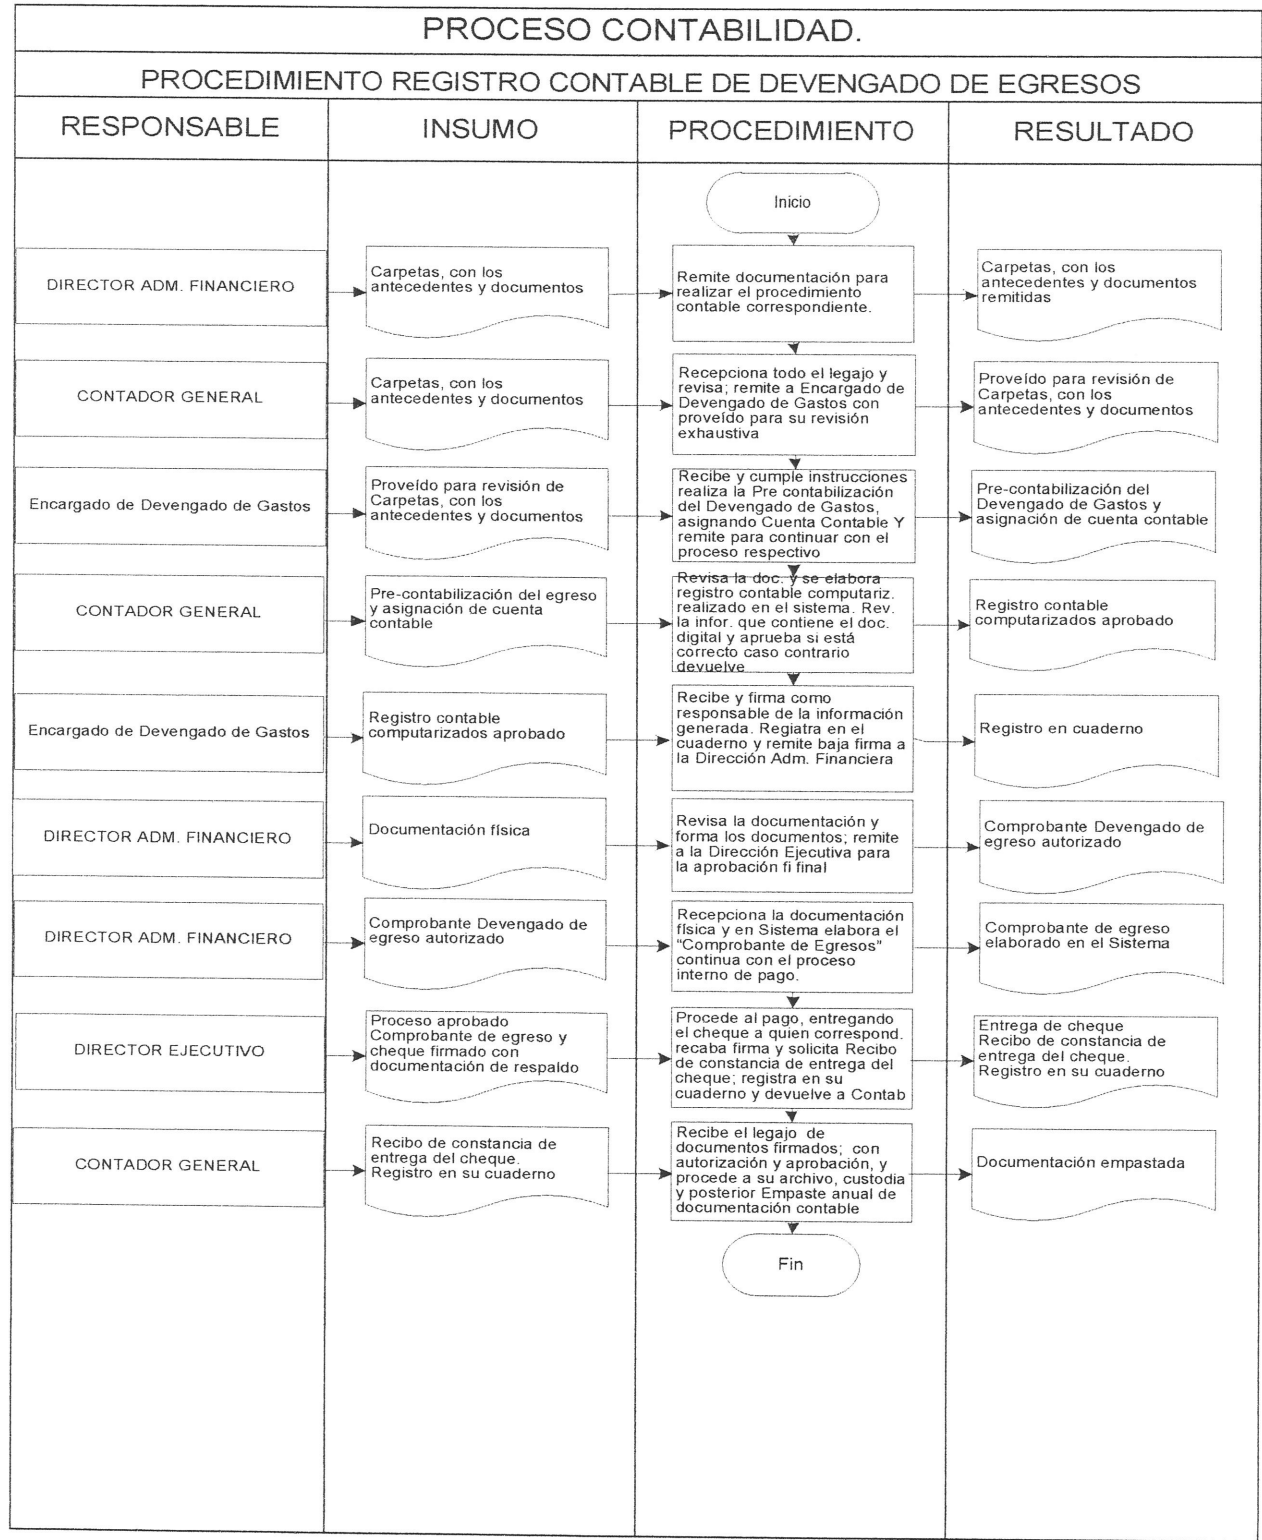 PROCESO CONTABILIDAD.
PROCEDIMIENTO REGISTRO CONTABLE DE DEVENGADO DE EGRESOS
RESPONSABLE
INSUMO
PROCEDIMIENTO
RESULTADO
Inicio
DIRECTOR ADM. FINANCIERO
Carpetas, con los
antecedentes y documentos
Remite documentación para
realizar el procedimiento
contable correspondiente.
Carpetas, con los
antecedentes y documentos
remitidas
CONTADOR GENERAL
Carpetas, con los
antecedentes y documentos
Recepciona todo el legajo y
revisa; remite a Encargado de
Devengado de Gastos con
proveído para su revisión
exhaustiva
Proveído para revisión de
Carpetas, con los
antecedentes y documentos
Encargado de Devengado de Gastos
Proveído para revisión de
Carpetas, con los
antecedentes y documentos
Recibe y cumple instrucciones
realiza la Pre contabilización
del Devengado de Gastos,
asignando Cuenta Contable Y
remite para continuar con el
proceso respectivo
Pre-contabilización del
Devengado de Gastos y
asignación de cuenta contable
CONTADOR GENERAL
Pre-contabilización del egreso
y asignación de cuenta
contable
Revisa la doc. y se elabora
registro contable computariz.
realizado en el sistema. Rev.
la infor. que contiene el doc.
digital y aprueba si está
correcto caso contrario
devuelve
Registro contable
computarizados aprobado
Encargado de Devengado de Gastos
Registro contable
computarizados aprobado
Recibe y firma como
responsable de la información
generada. Registra en el
cuaderno y remite baja firma a
la Dirección Adm. Financiera
Registro en cuaderno
DIRECTOR ADM. FINANCIERO
Documentación física
Revisa la documentación y
forma los documentos; remite
a la Dirección Ejecutiva para
la aprobación fi final
Comprobante Devengado de
egreso autorizado
DIRECTOR ADM. FINANCIERO
Comprobante Devengado de
egreso autorizado
Recepciona la documentación
física y en Sistema elabora el
"Comprobante de Egresos"
continua con el proceso
interno de pago.
Comprobante de egreso
elaborado en el Sistema
DIRECTOR EJECUTIVO
Proceso aprobado
Comprobante de egreso y
cheque firmado con
documentación de respaldo
Procede al pago, entregando
el cheque a quien correspond.
recaba firma y solicita Recibo
de constancia de entrega del
cheque; registra en su
cuaderno y devuelve a Contab
Entrega de cheque
Recibo de constancia de
entrega del cheque.
Registro en su cuaderno
CONTADOR GENERAL
Recibo de constancia de
entrega del cheque.
Registro en su cuaderno
Recibe el legajo de
documentos firmados; con
autorización y aprobación, y
procede a su archivo, custodia
y posterior Empaste anual de
documentación contable
Documentación empastada
Fin